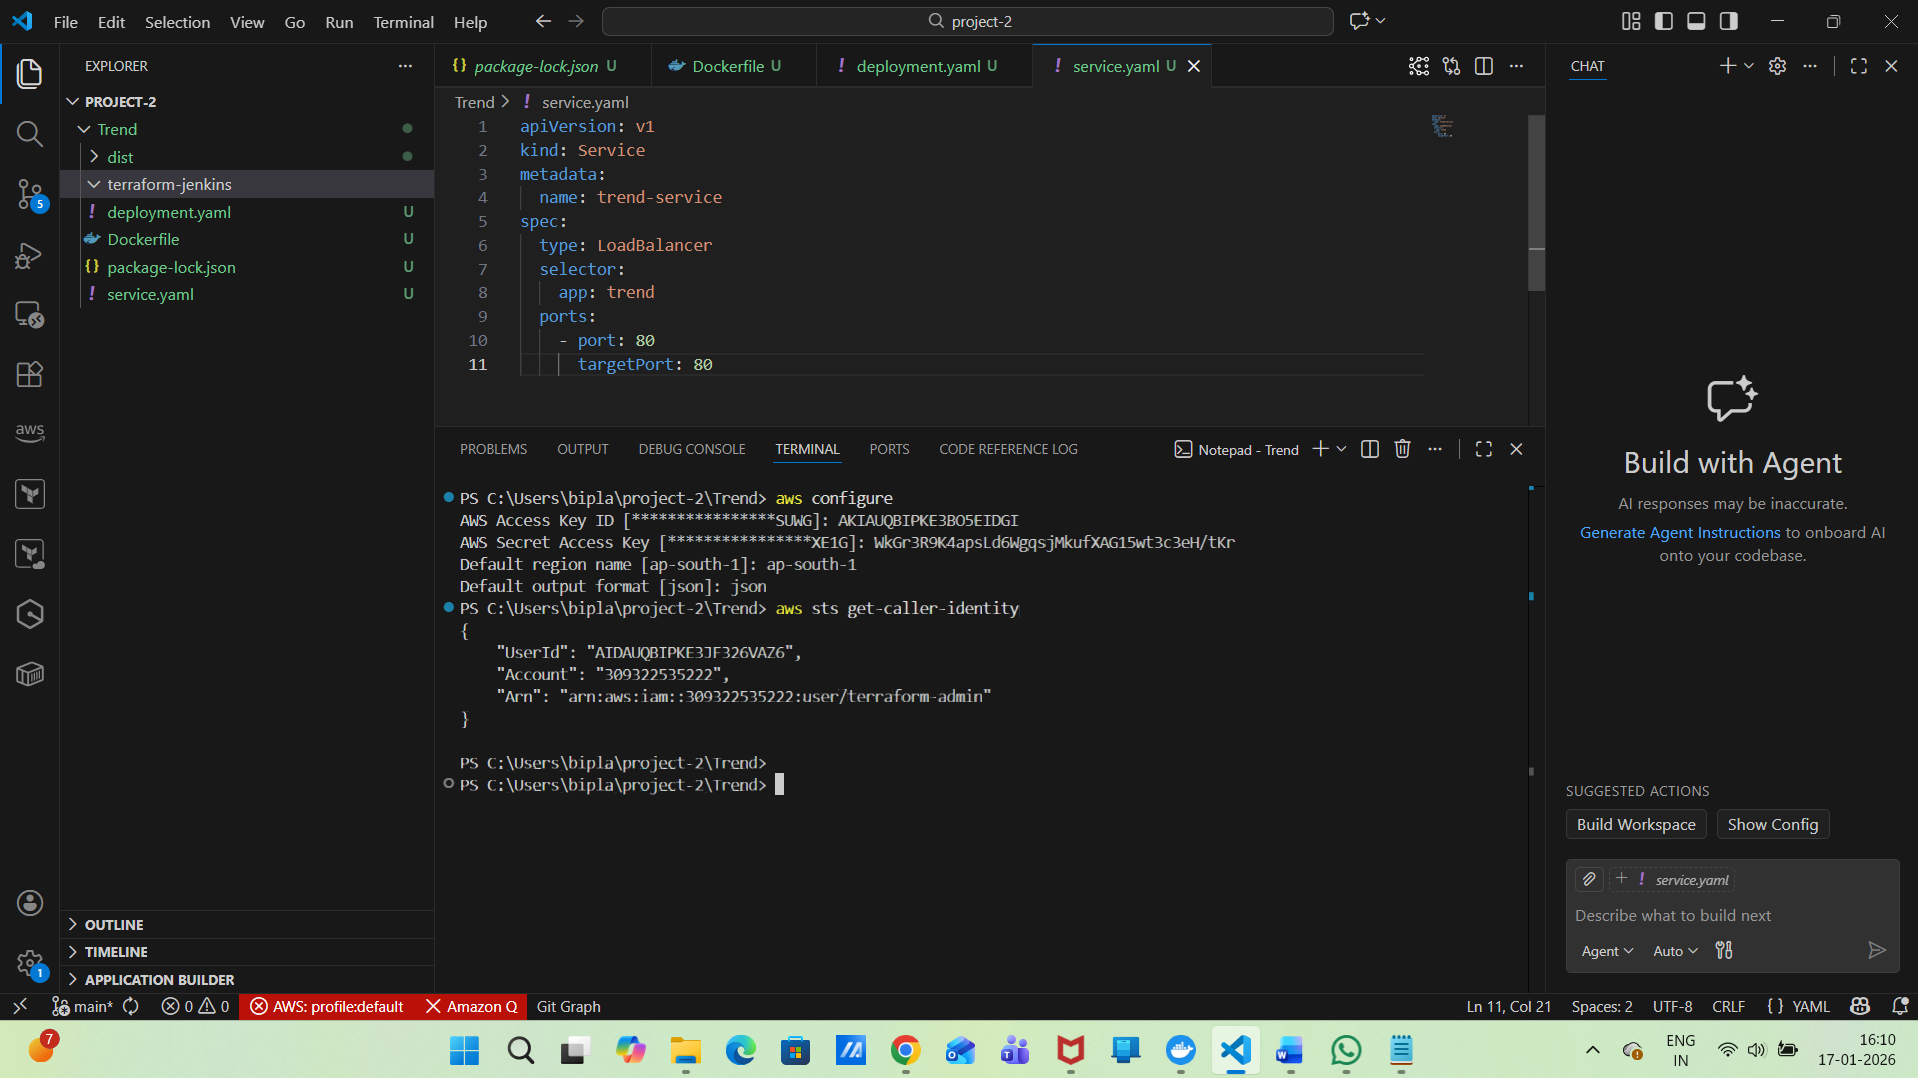 File Edit Selection View Go Run Terminal Help
project-2
EXPLORER
PROJECT-2
Trend
dist
terraform-jenkins
deployment.yaml U
Dockerfile U
package-lock.json U
service.yaml U
OUTLINE
TIMELINE
APPLICATION BUILDER
aws
5
1
package-lock.json U
Dockerfile U
deployment.yaml U
service.yaml U
Trend > service.yaml
1 apiVersion: v1
2 kind: Service
3 metadata:
4 name: trend-service
5 spec:
6 type: LoadBalancer
7 selector:
8 app: trend
9 ports:
10 - port: 80
11 targetPort: 80
PROBLEMS OUTPUT DEBUG CONSOLE TERMINAL PORTS CODE REFERENCE LOG
Notepad - Trend
PS C:\Users\bipla\project-2\Trend> aws configure
AWS Access Key ID [****************SUWG]: AKIAUQBIPKE3BO5EIDGI
AWS Secret Access Key [****************XE1G]: 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
Default region name [ap-south-1]: ap-south-1
Default output format [json]: json
PS C:\Users\bipla\project-2\Trend> aws sts get-caller-identity
{
"UserId": "AIDAUQBIPKE3JF326VAZ6",
"Account": "309322535222",
"Arn": "arn:aws:iam::309322535222:user/terraform-admin"
}
PS C:\Users\bipla\project-2\Trend>
PS C:\Users\bipla\project-2\Trend>
CHAT
Build with Agent
AI responses may be inaccurate.
Generate Agent Instructions to onboard AI
onto your codebase.
SUGGESTED ACTIONS
Build Workspace
Show Config
service.yaml
Describe what to build next
Agent
Auto
main* 0 0 AWS: profile:default Amazon Q Git Graph
Ln 11, Col 21 Spaces: 2 UTF-8 CRLF {} YAML
7
ENG
IN
16:10
17-01-2026